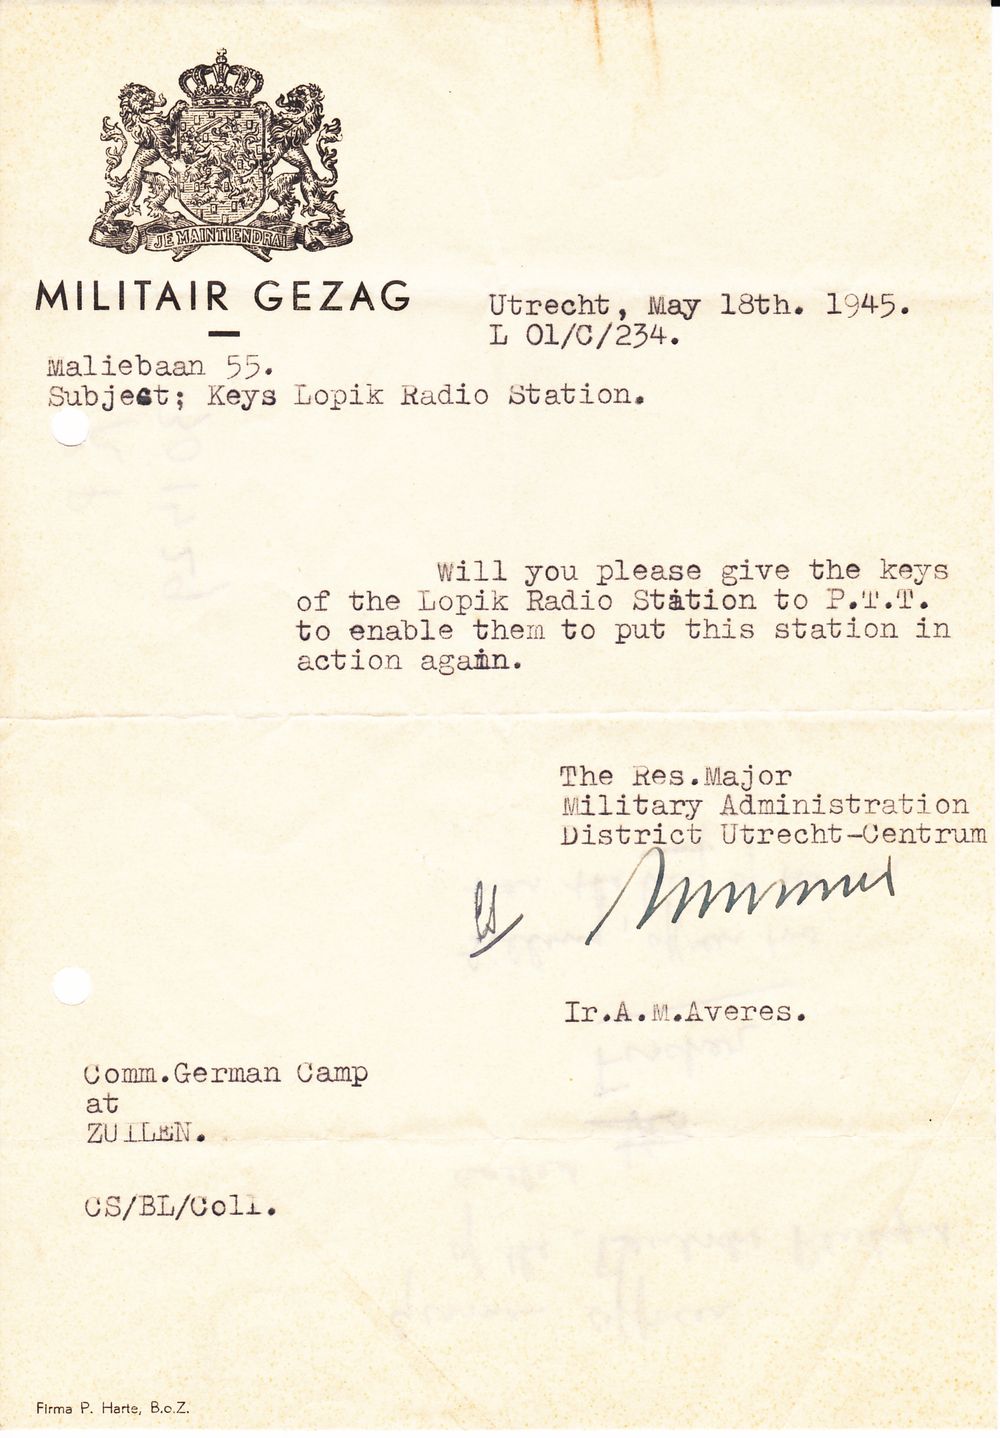 JE MAINTIENDRAI
MILITAIR GEZAG
Utrecht, May 18th. 1945.
L 01/C/234.
Maliebaan 55.
Subject; Keys Lopik Radio Station.
Will you please give the keys
of the Lopik Radio Station to P.T.T.
to enable them to put this station in
action again.
The Res.Major
Military Administration
District Utrecht-Centrum
Ir.A.M.Averes.
Comm.German Camp
at
ZUILEN.
CS/BL/Coll.
Firma P. Harte, B.o.Z.